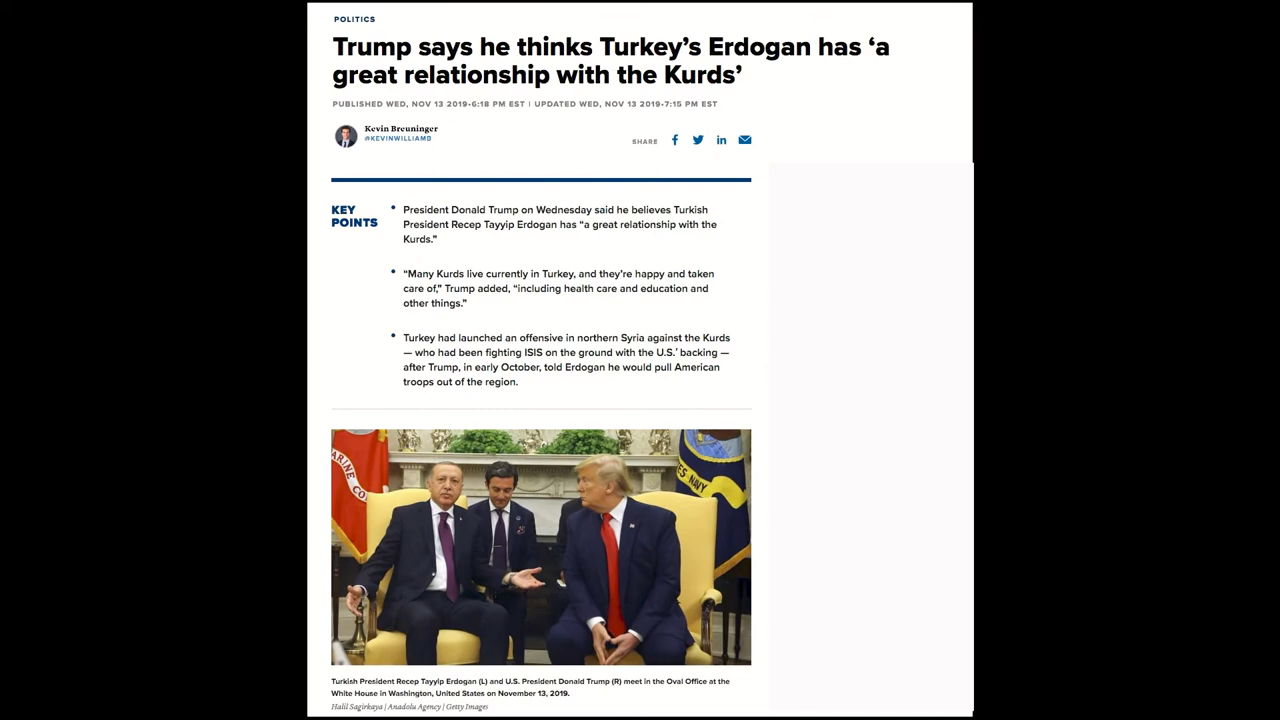 POLITICS
Trump says he thinks Turkey’s Erdogan has ‘a
great relationship with the Kurds’
PUBLISHED WED, NOV 13 2019•6:18 PM EST | UPDATED WED, NOV 13 2019•7:15 PM EST
Kevin Breuninger
@KEVINWILLIAMB
SHARE
KEY
POINTS
• President Donald Trump on Wednesday said he believes Turkish
President Recep Tayyip Erdogan has “a great relationship with the
Kurds.”
• “Many Kurds live currently in Turkey, and they’re happy and taken
care of,” Trump added, “including health care and education and
other things.”
• Turkey had launched an offensive in northern Syria against the Kurds
— who had been fighting ISIS on the ground with the U.S.’ backing —
after Trump, in early October, told Erdogan he would pull American
troops out of the region.
ARINE CO
ES NAVY
Turkish President Recep Tayyip Erdogan (L) and U.S. President Donald Trump (R) meet in the Oval Office at the
White House in Washington, United States on November 13, 2019.
Halil Sagirkaya | Anadolu Agency | Getty Images